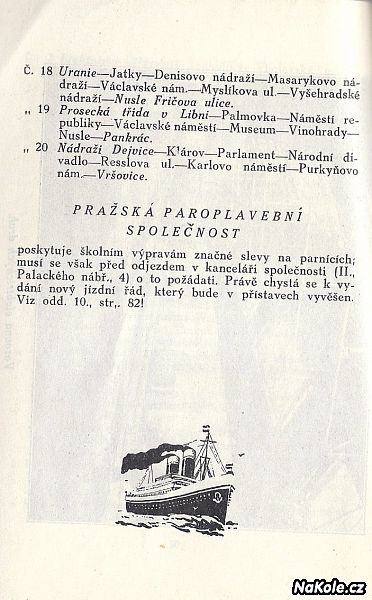 Č. 18 Uranie—Jatky—Denisovo nádraží—Masarykovo ná-
draží—Václavské nám.—Myslíkova ul.—Vyšehradské
nádraží—Nusle Fričova ulice.
„ 19 Prosecká třída v Libni—Palmovka—Náměstí re-
publiky—Václavské náměstí—Museum—Vinohrady—
Nusle—Pankrác.
„ 20 Nádraží Dejvice—Klárov—Parlament—Národní di-
vadlo—Resslova ul.—Karlovo náměstí—Purkyňovo
nám.—Vršovice.
PRAŽSKÁ PAROPLAVEBNÍ
SPOLEČNOST
poskytuje školním výpravám značné slevy na parnících;
musí se však před odjezdem v kanceláři společnosti (II.,
Palackého nábř., 4) o to požádati. Právě chystá se k vy-
dání nový jízdní řád, který bude v přístavech vyvěšen.
Viz odd. 10., str,. 82!
NaKole.cz